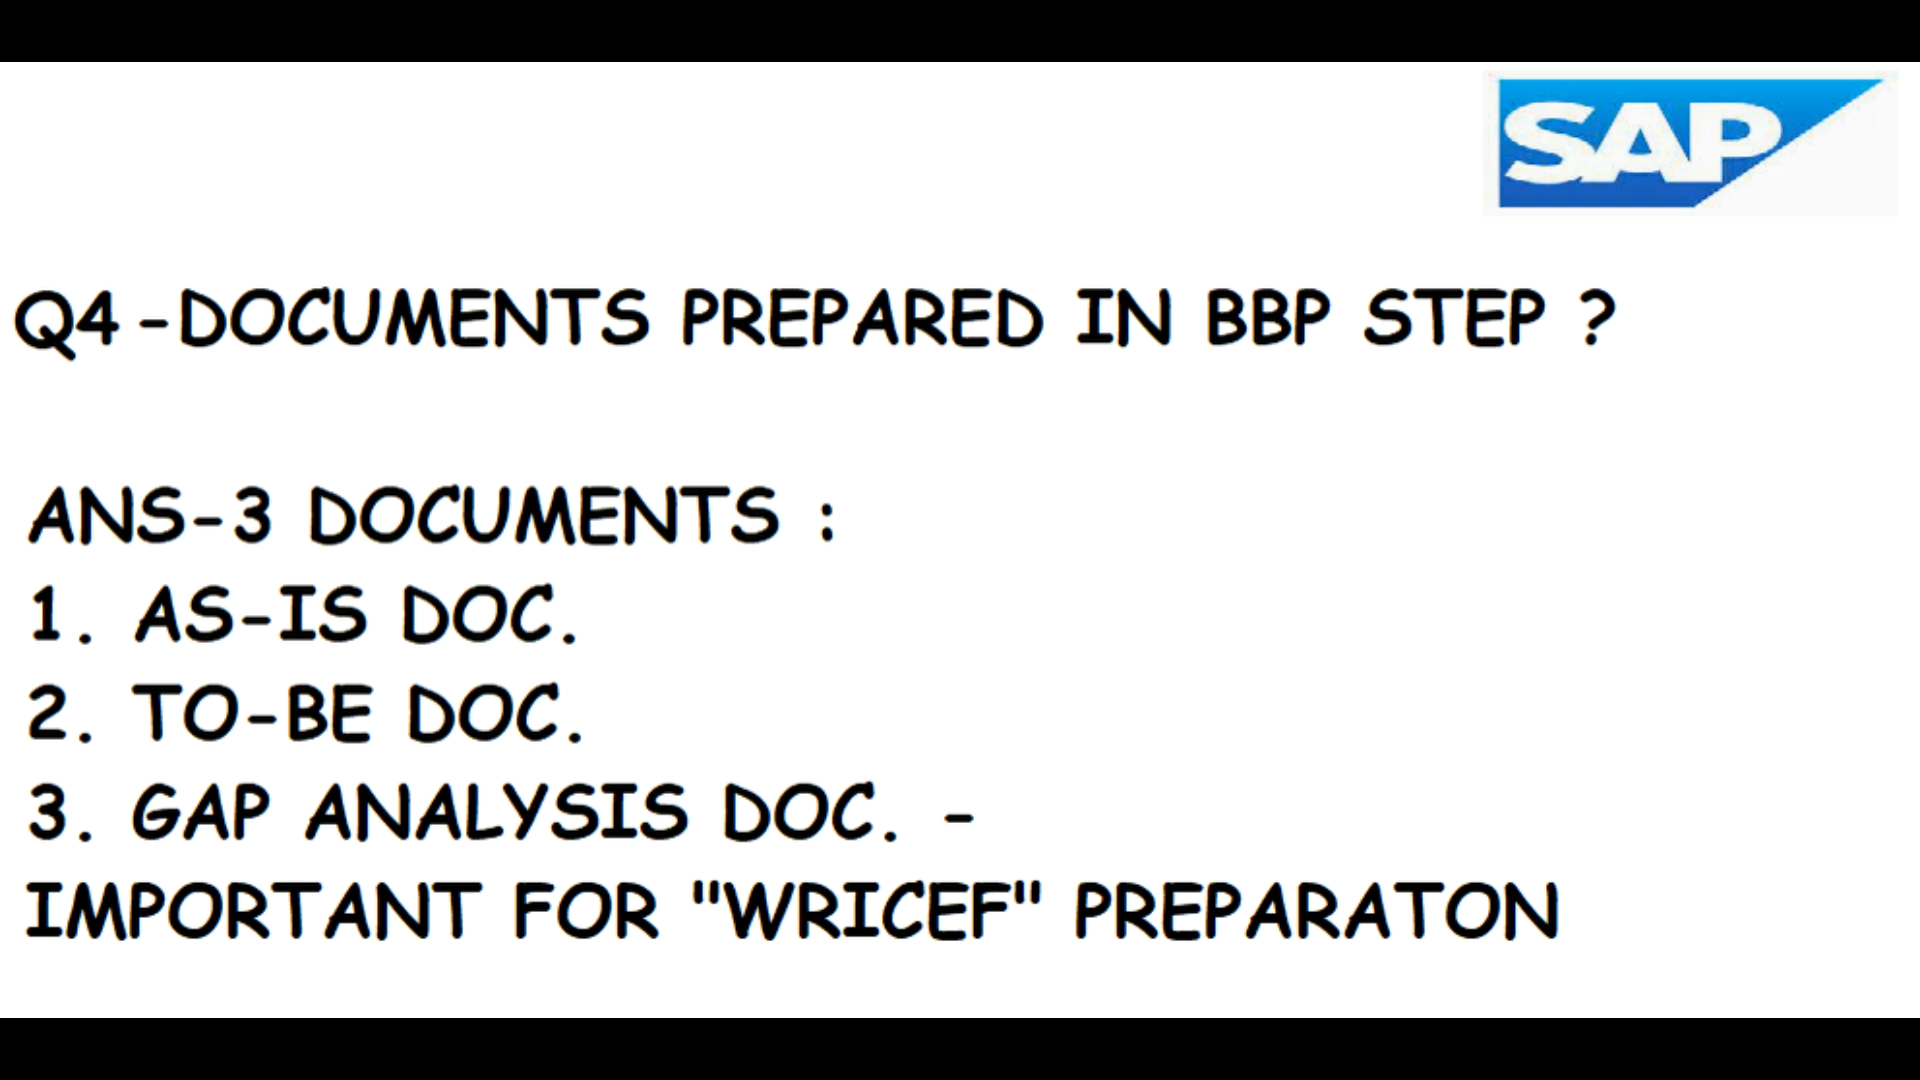 SAP
Q4 -DOCUMENTS PREPARED IN BBP STEP ?
ANS-3 DOCUMENTS :
1. AS-IS DOC.
2. TO-BE DOC.
3. GAP ANALYSIS DOC. -
IMPORTANT FOR "WRICEF" PREPARATON